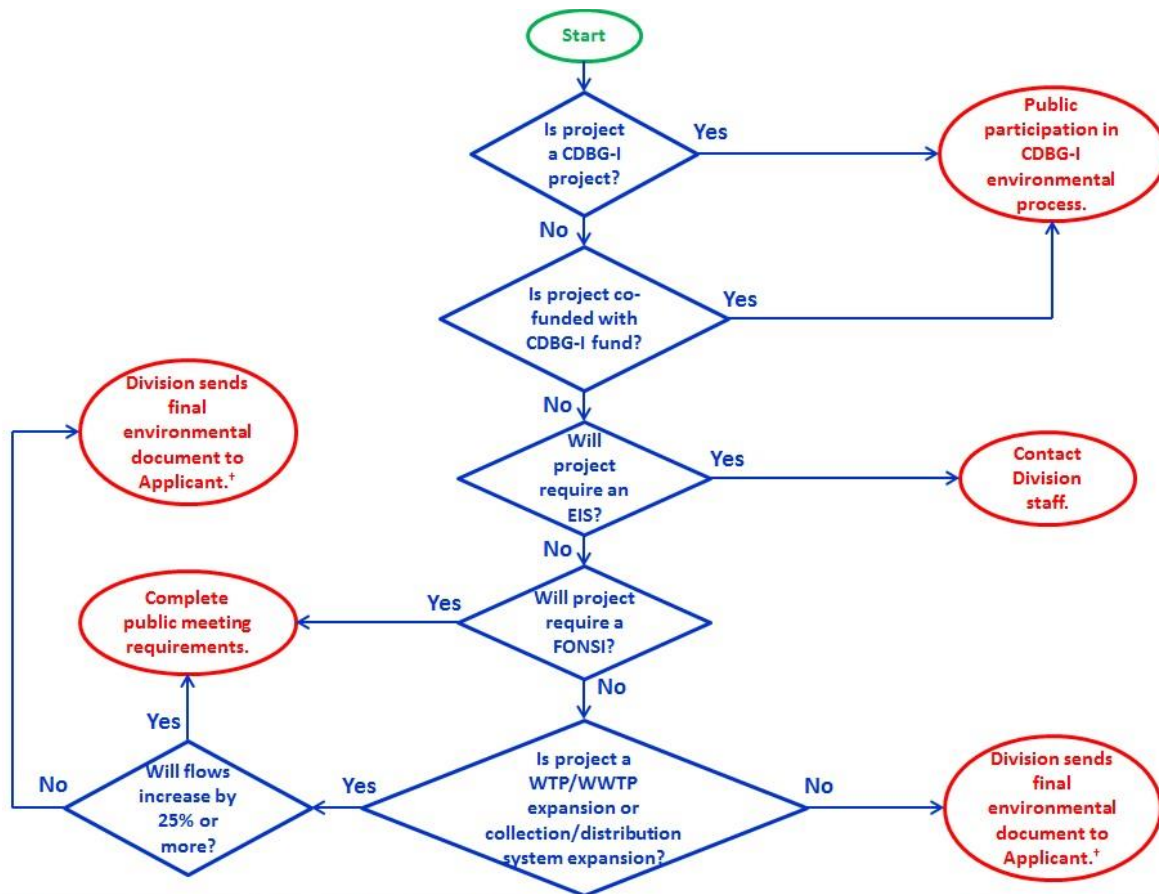 Start
Is project
a CDBG-I
project?
Yes
Public
participation in
CDBG-I
environmental
process.
No
Is project co-
funded with
CDBG-I fund?
Yes
No
Division sends
final
environmental
document to
Applicant.†
Will
project
require an
EIS?
Yes
Contact
Division
staff.
No
Will project
require a
FONSI?
Yes
Complete
public meeting
requirements.
No
Is project a
WTP/WWTP
expansion or
collection/distribution
system expansion?
Yes
No
Division sends
final
environmental
document to
Applicant.†
Will flows
increase by
25% or
more?
Yes
No